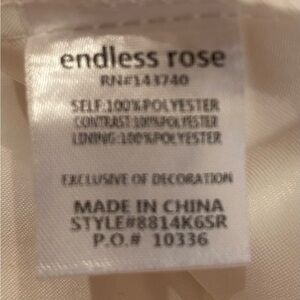 endless rose
RN#143740
SELF:100%POLYESTER
CONTRAST:100%POLYESTER
LINING:100%POLYESTER
EXCLUSIVE OF DECORATION
MADE IN CHINA
STYLE#8814K6SR
P.O.# 10336